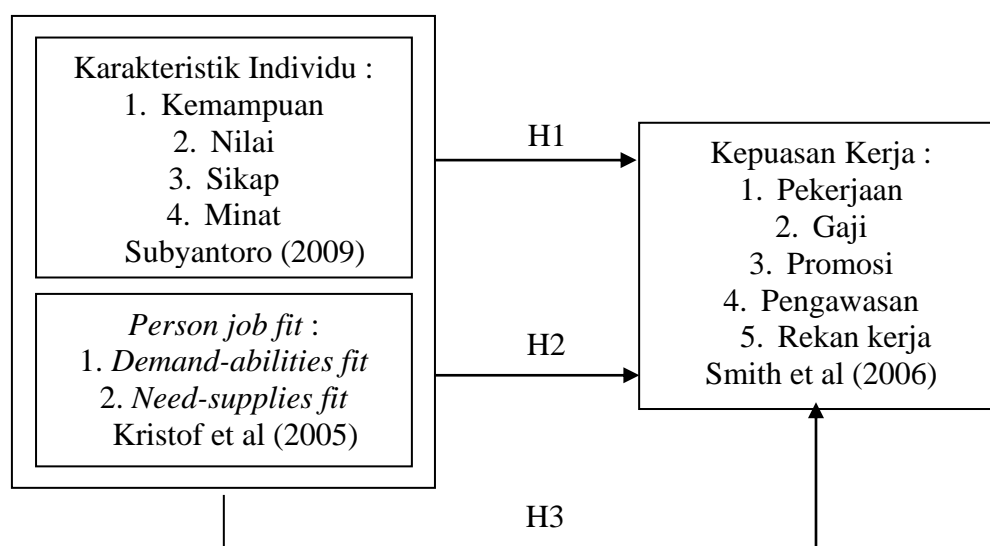 Karakteristik Individu :
1. Kemampuan
2. Nilai
3. Sikap
4. Minat
Subyantoro (2009)
Person job fit :
1. Demand-abilities fit
2. Need-supplies fit
Kristof et al (2005)
H1
H2
H3
Kepuasan Kerja :
1. Pekerjaan
2. Gaji
3. Promosi
4. Pengawasan
5. Rekan kerja
Smith et al (2006)